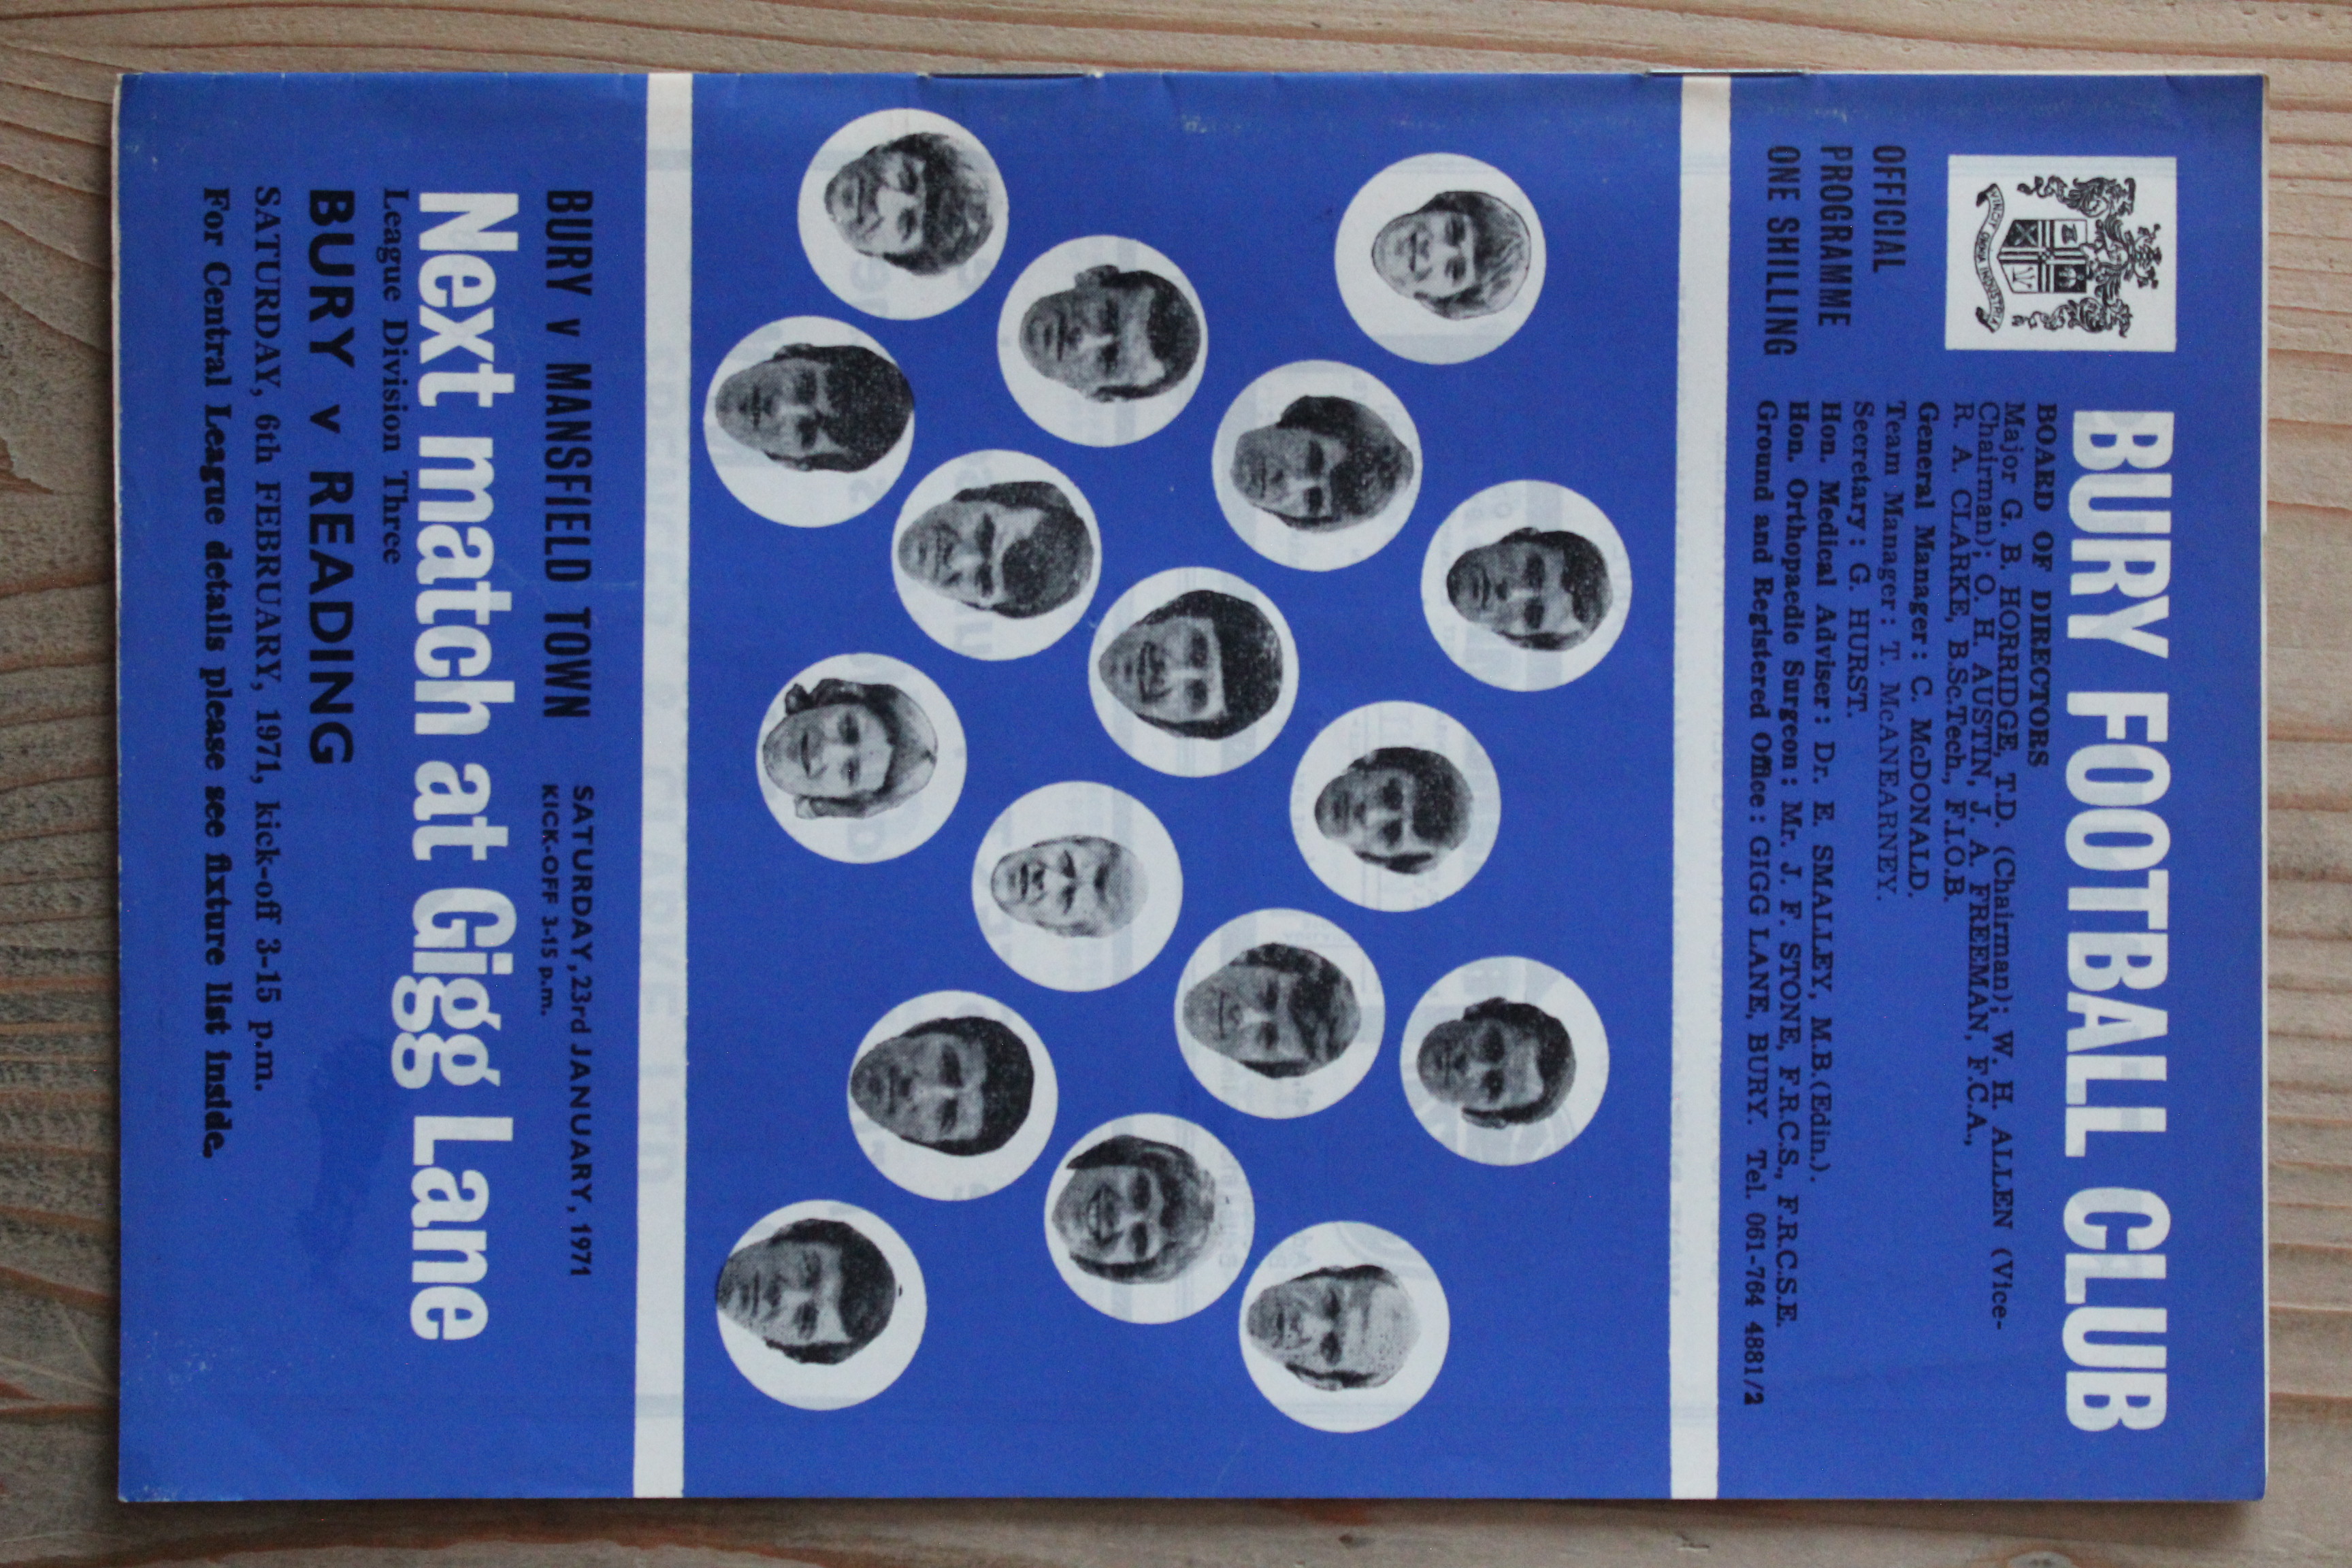 BURY FOOTBALL CLUB
VINCIT OMNIA INDUSTRIA
OFFICIAL
PROGRAMME
ONE SHILLING
BOARD OF DIRECTORS
Major G. B. HORRIDGE, T.D. (Chairman); W. H. ALLEN (Vice-
Chairman); O. H. AUSTIN, J. A. FREEMAN, F.C.A.,
R. A. CLARKE, B.Sc.Tech., F.I.O.B.
General Manager: C. McDONALD.
Team Manager: T. McANEARNEY.
Secretary: G. HURST.
Hon. Medical Adviser: Dr. E. SMALLEY, M.B.(Edin.).
Hon. Orthopaedic Surgeon: Mr. J. F. STONE, F.R.C.S., F.R.C.S.E.
Ground and Registered Office: GIGG LANE, BURY. Tel. 061-764 4881/2
BURY v MANSFIELD TOWN
SATURDAY, 23rd JANUARY, 1971
KICK-OFF 3-15 p.m.
Next match at Gigg Lane
League Division Three
BURY v READING
SATURDAY, 6th FEBRUARY, 1971, kick-off 3-15 p.m.
For Central League details please see fixture list inside.